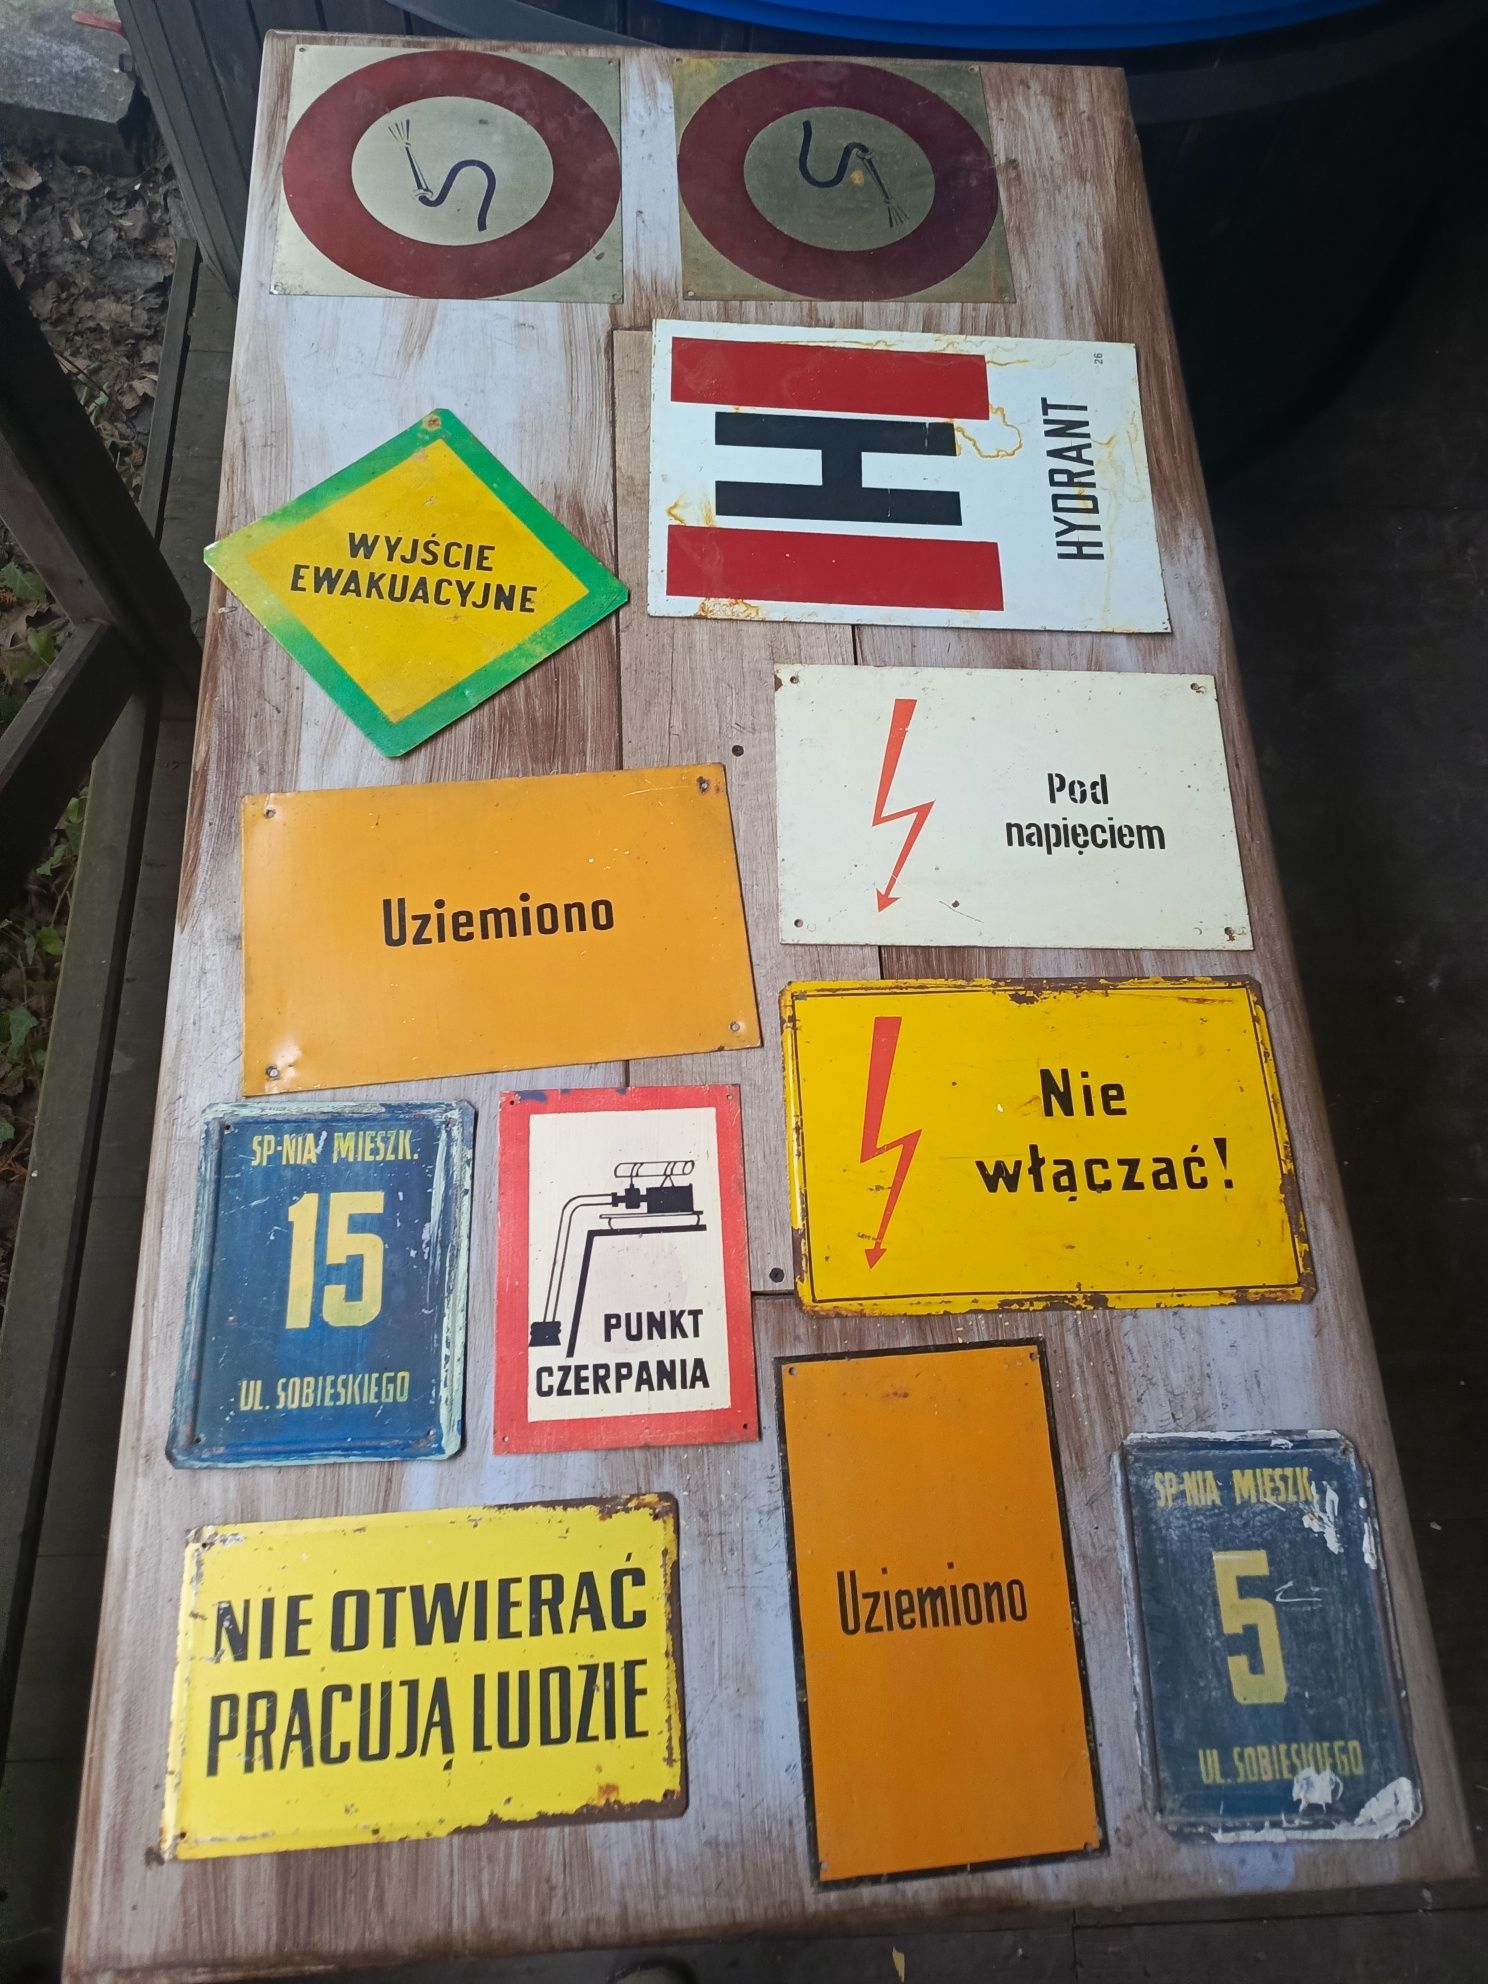 26
HYDRANT
H
WYJŚCIE
EWAKUACYJNE
Pod
napięciem
Uziemiono
Nie
włączać!
SP-NIA MIESZK.
15
UL. SOBIESKIEGO
PUNKT
CZERPANIA
NIE OTWIERAĆ
PRACUJĄ LUDZIE
Uziemiono
SP-NIA MIESZK.
5
UL. SOBIESKIEGO